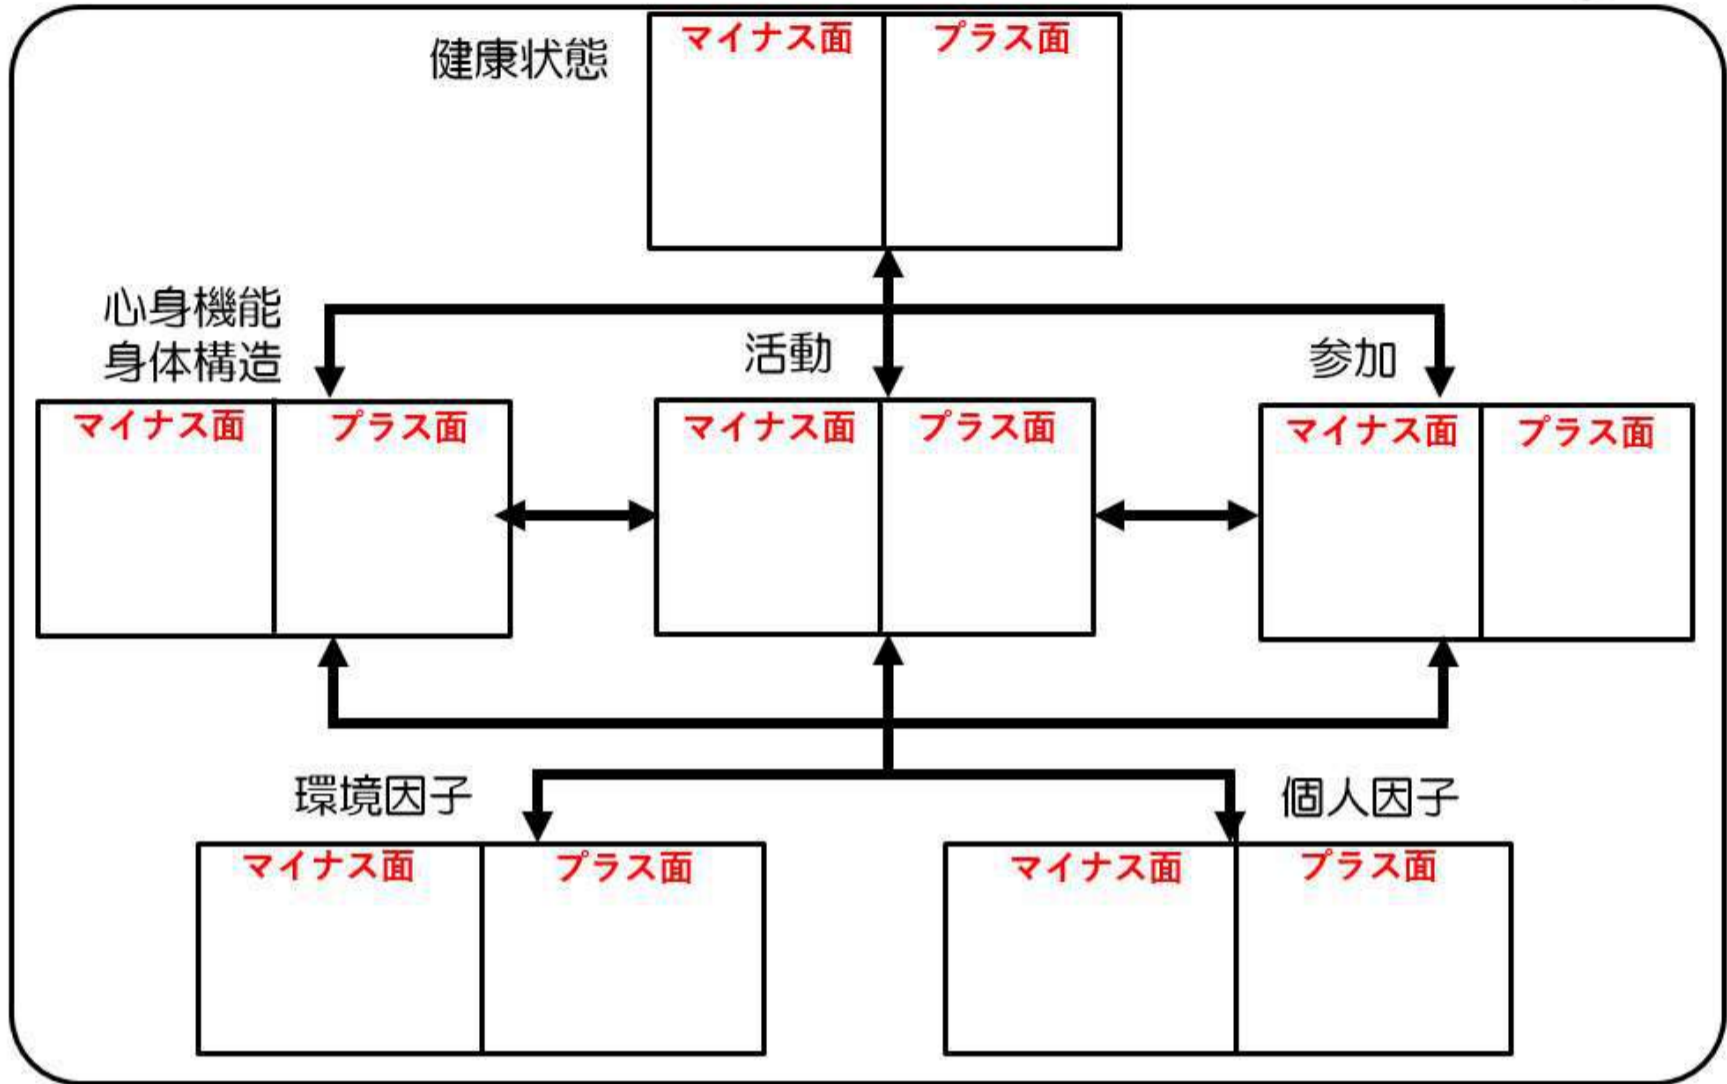 健康状態
マイナス面 プラス面
心身機能
身体構造
活動
参加
マイナス面 プラス面
マイナス面 プラス面
マイナス面 プラス面
環境因子
個人因子
マイナス面 プラス面
マイナス面 プラス面